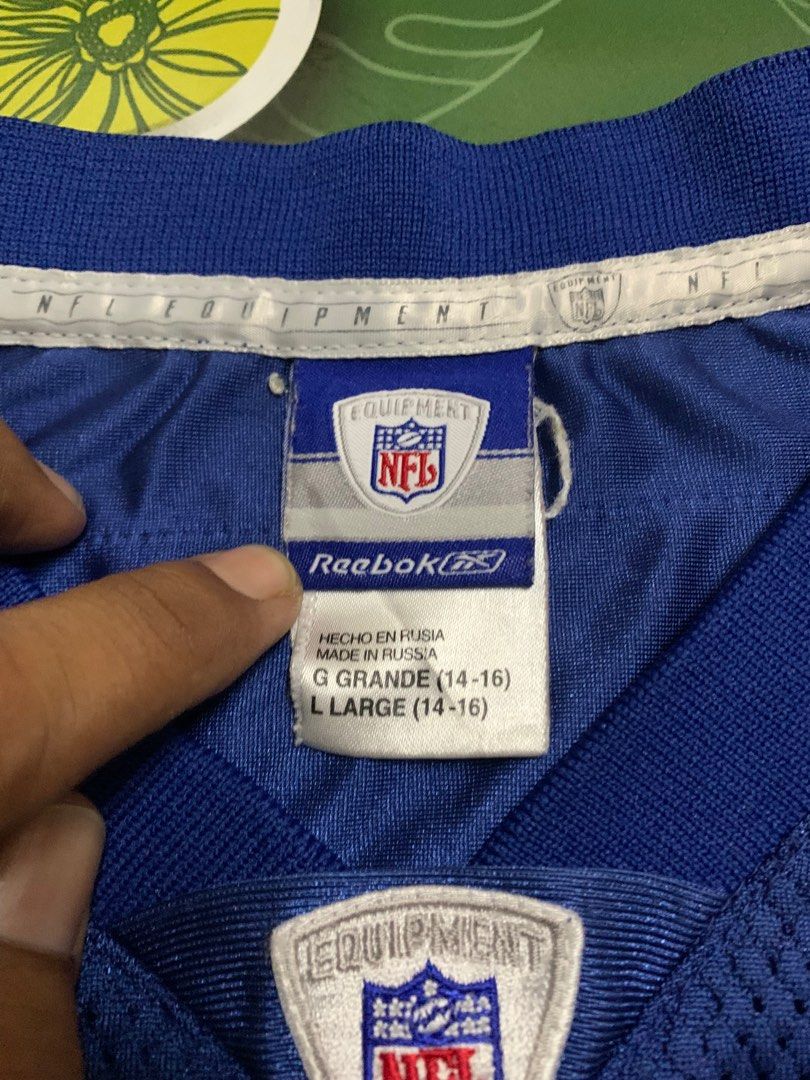 NFL EQUIPMENT
EQUIPMENT
NFL
NFL
EQUIPMENT
NFL
Reebok
HECHO EN RUSIA
MADE IN RUSSIA
G GRANDE (14-16)
L LARGE (14-16)
EQUIPMENT
NFL